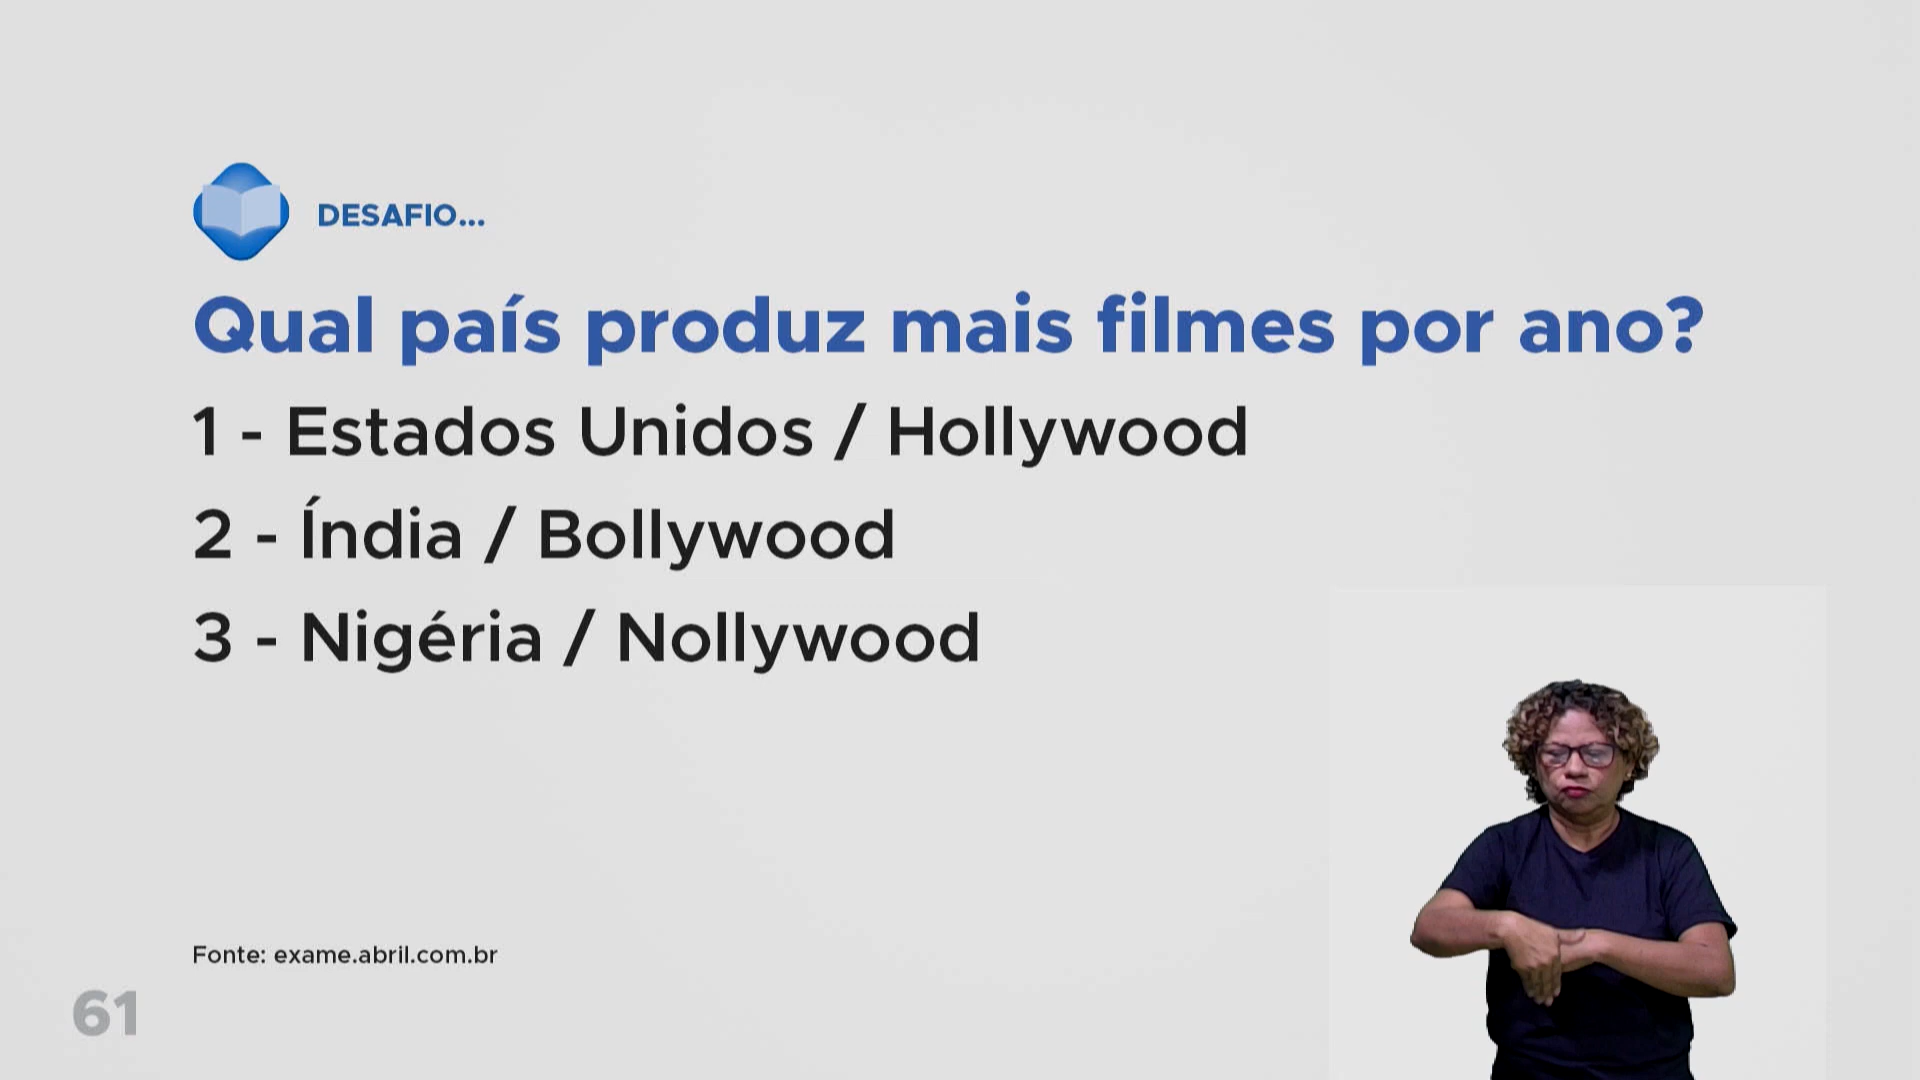 DESAFIO...
Qual país produz mais filmes por ano?
1 - Estados Unidos / Hollywood
2 - Índia / Bollywood
3 - Nigéria / Nollywood
Fonte: exame.abril.com.br
61